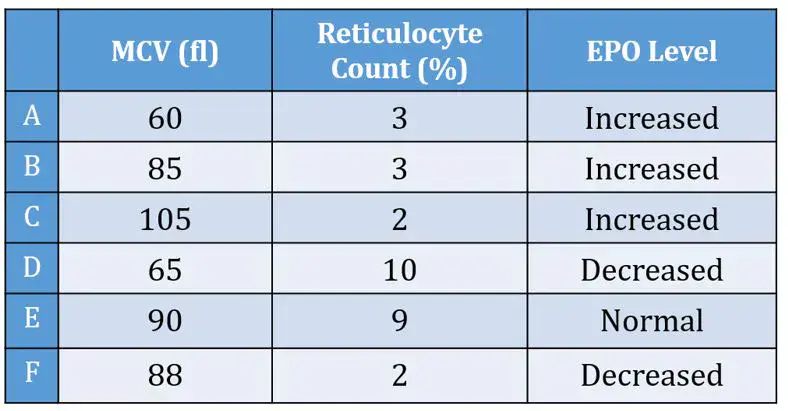 MCV (fl) Reticulocyte Count (%) EPO Level
A 60 3 Increased
B 85 3 Increased
C 105 2 Increased
D 65 10 Decreased
E 90 9 Normal
F 88 2 Decreased